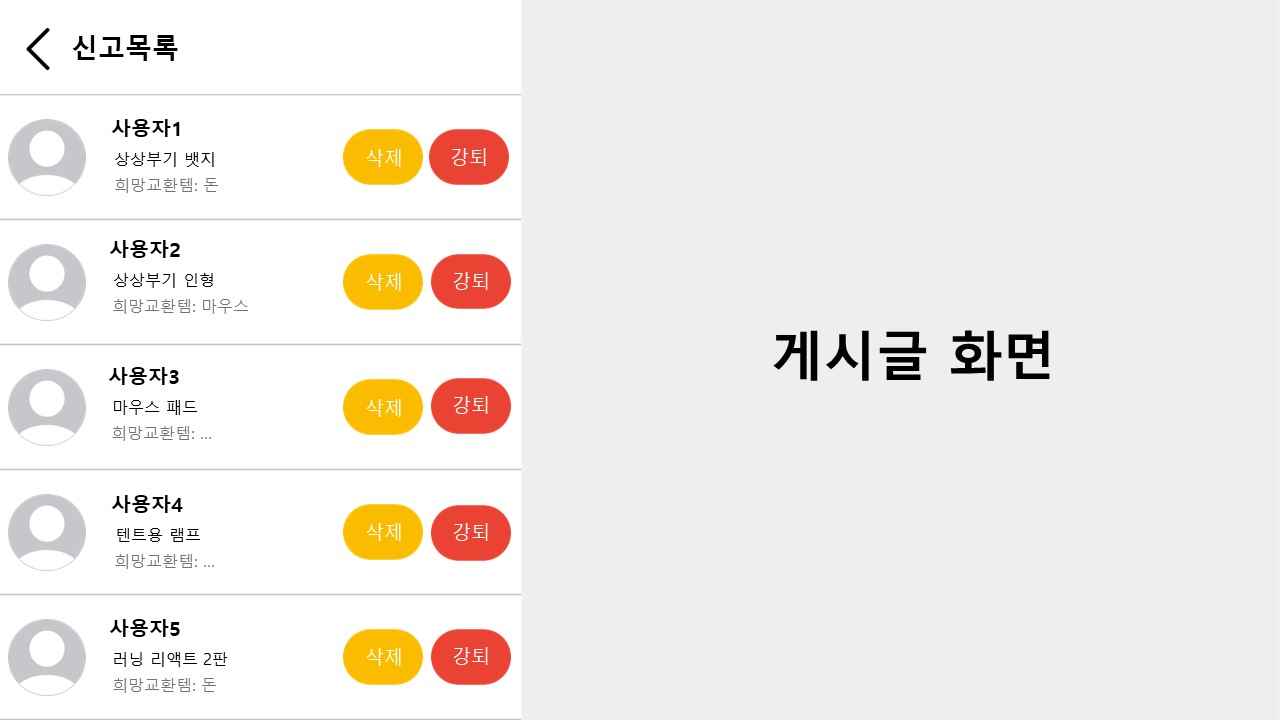 신고목록
사용자1
상상부기 뱃지
희망교환템: 돈
삭제
강퇴
사용자2
상상부기 인형
희망교환템: 마우스
삭제
강퇴
사용자3
마우스 패드
희망교환템: ...
삭제
강퇴
사용자4
텐트용 램프
희망교환템: ...
삭제
강퇴
사용자5
러닝 리액트 2판
희망교환템: 돈
삭제
강퇴
게시글 화면